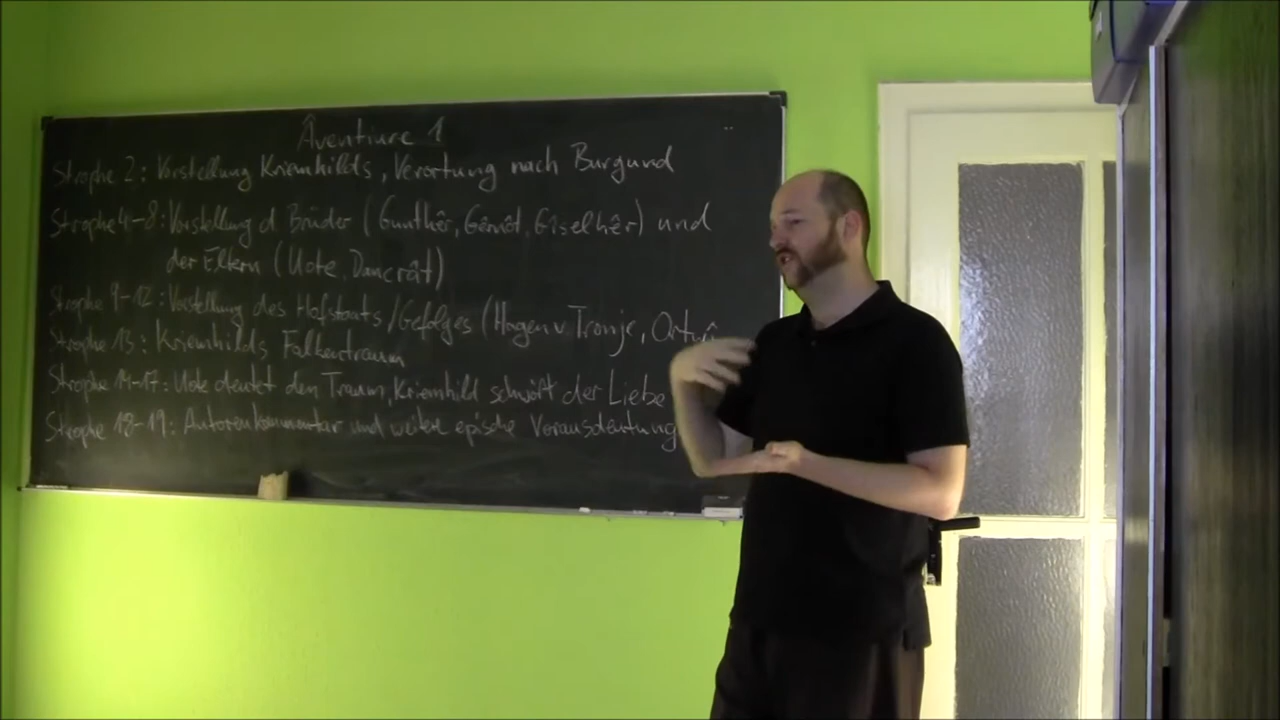 Âventiure 1
Strophe 2: Vorstellung Kriemhilds, Verortung nach Burgund
Strophe 4-8: Vorstellung d. Brüder (Gunthêr, Gêrnôt, Gîselhêr) und
der Eltern (Uote, Dancrât)
Strophe 9-12: Vorstellung des Hofstaats/Gefolges (Hagen v Tronje, Ortwî
Strophe 13: Kriemhilds Falkentraum
Strophe 14-17: Uote deutet den Traum, Kriemhild schwört der Liebe
Strophe 18-19: Autorenkommentar und weitere epische Vorausdeutung